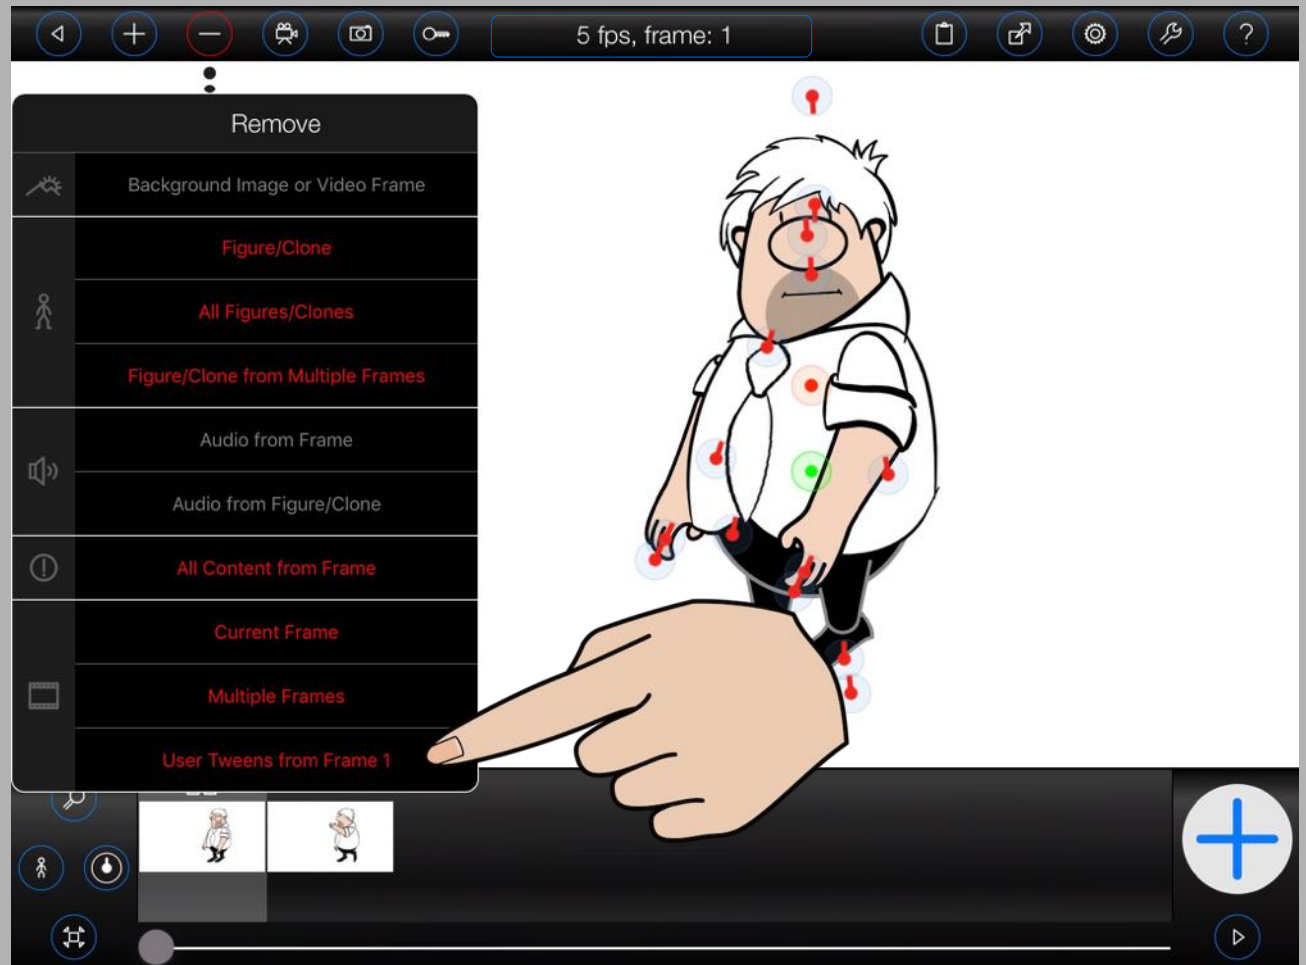 5 fps, frame: 1
Remove
Background Image or Video Frame
Figure/Clone
All Figures/Clones
Figure/Clone from Multiple Frames
Audio from Frame
Audio from Figure/Clone
All Content from Frame
Current Frame
Multiple Frames
User Tweens from Frame 1